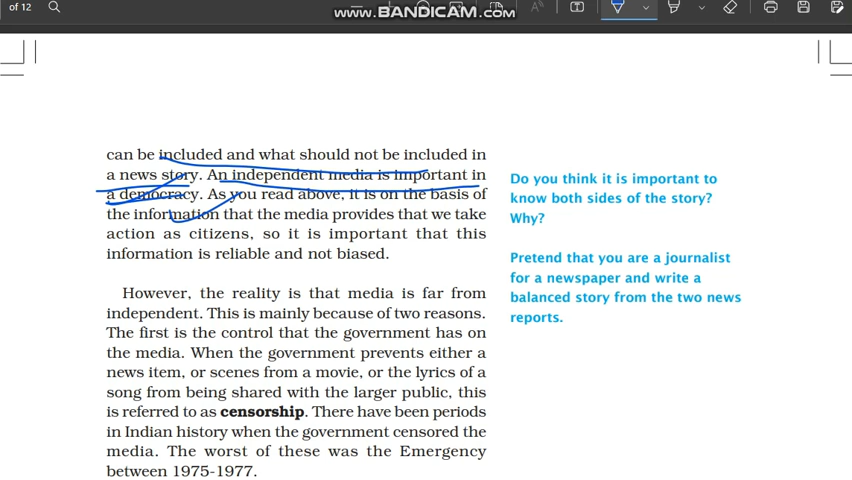 of 12
www.BANDICAM.com
can be included and what should not be included in
a news story. An independent media is important in
a democracy. As you read above, it is on the basis of
the information that the media provides that we take
action as citizens, so it is important that this
information is reliable and not biased.
However, the reality is that media is far from
independent. This is mainly because of two reasons.
The first is the control that the government has on
the media. When the government prevents either a
news item, or scenes from a movie, or the lyrics of a
song from being shared with the larger public, this
is referred to as censorship. There have been periods
in Indian history when the government censored the
media. The worst of these was the Emergency
between 1975-1977.
Do you think it is important to
know both sides of the story?
Why?
Pretend that you are a journalist
for a newspaper and write a
balanced story from the two news
reports.